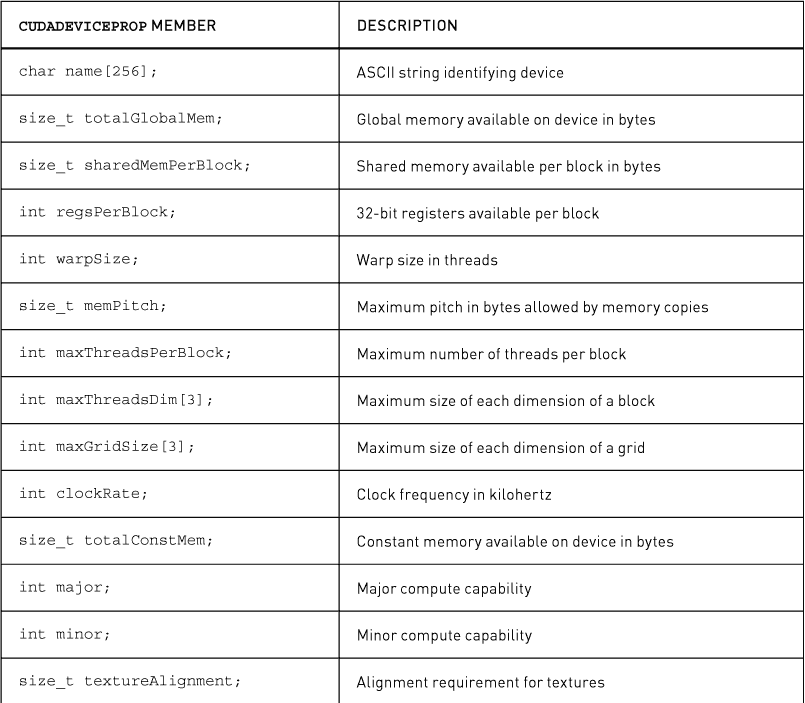 CUDADEVICEPROP MEMBER DESCRIPTION
char name[256]; ASCII string identifying device
size_t totalGlobalMem; Global memory available on device in bytes
size_t sharedMemPerBlock; Shared memory available per block in bytes
int regsPerBlock; 32-bit registers available per block
int warpSize; Warp size in threads
size_t memPitch; Maximum pitch in bytes allowed by memory copies
int maxThreadsPerBlock; Maximum number of threads per block
int maxThreadsDim[3]; Maximum size of each dimension of a block
int maxGridSize[3]; Maximum size of each dimension of a grid
int clockRate; Clock frequency in kilohertz
size_t totalConstMem; Constant memory available on device in bytes
int major; Major compute capability
int minor; Minor compute capability
size_t textureAlignment; Alignment requirement for textures